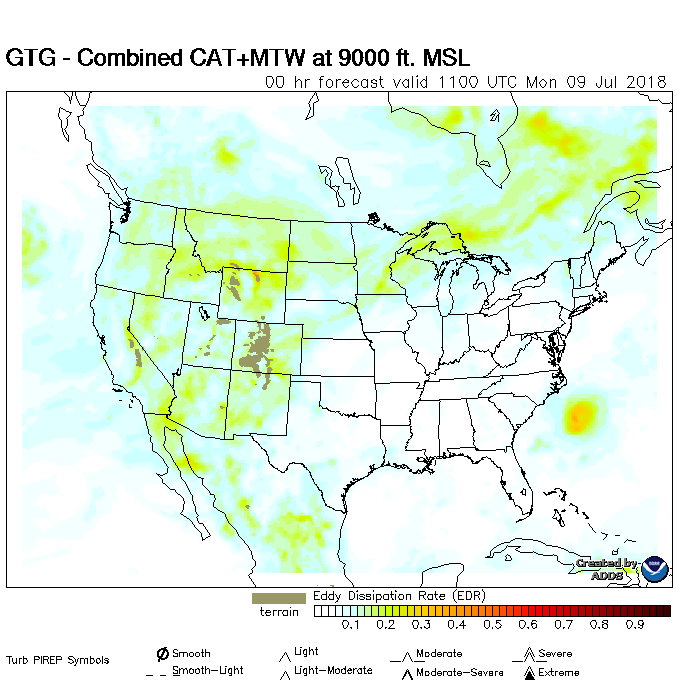 GTG - Combined CAT+MTW at 9000 ft. MSL
00 hr forecast valid 1100 UTC Mon 09 Jul 2018
Created by
ADDS
Eddy Dissipation Rate (EDR)
terrain
0.1 0.2 0.3 0.4 0.5 0.6 0.7 0.8 0.9
Turb PIREP Symbols
Smooth Light Moderate Severe
Smooth-Light Light-Moderate Moderate-Severe Extreme